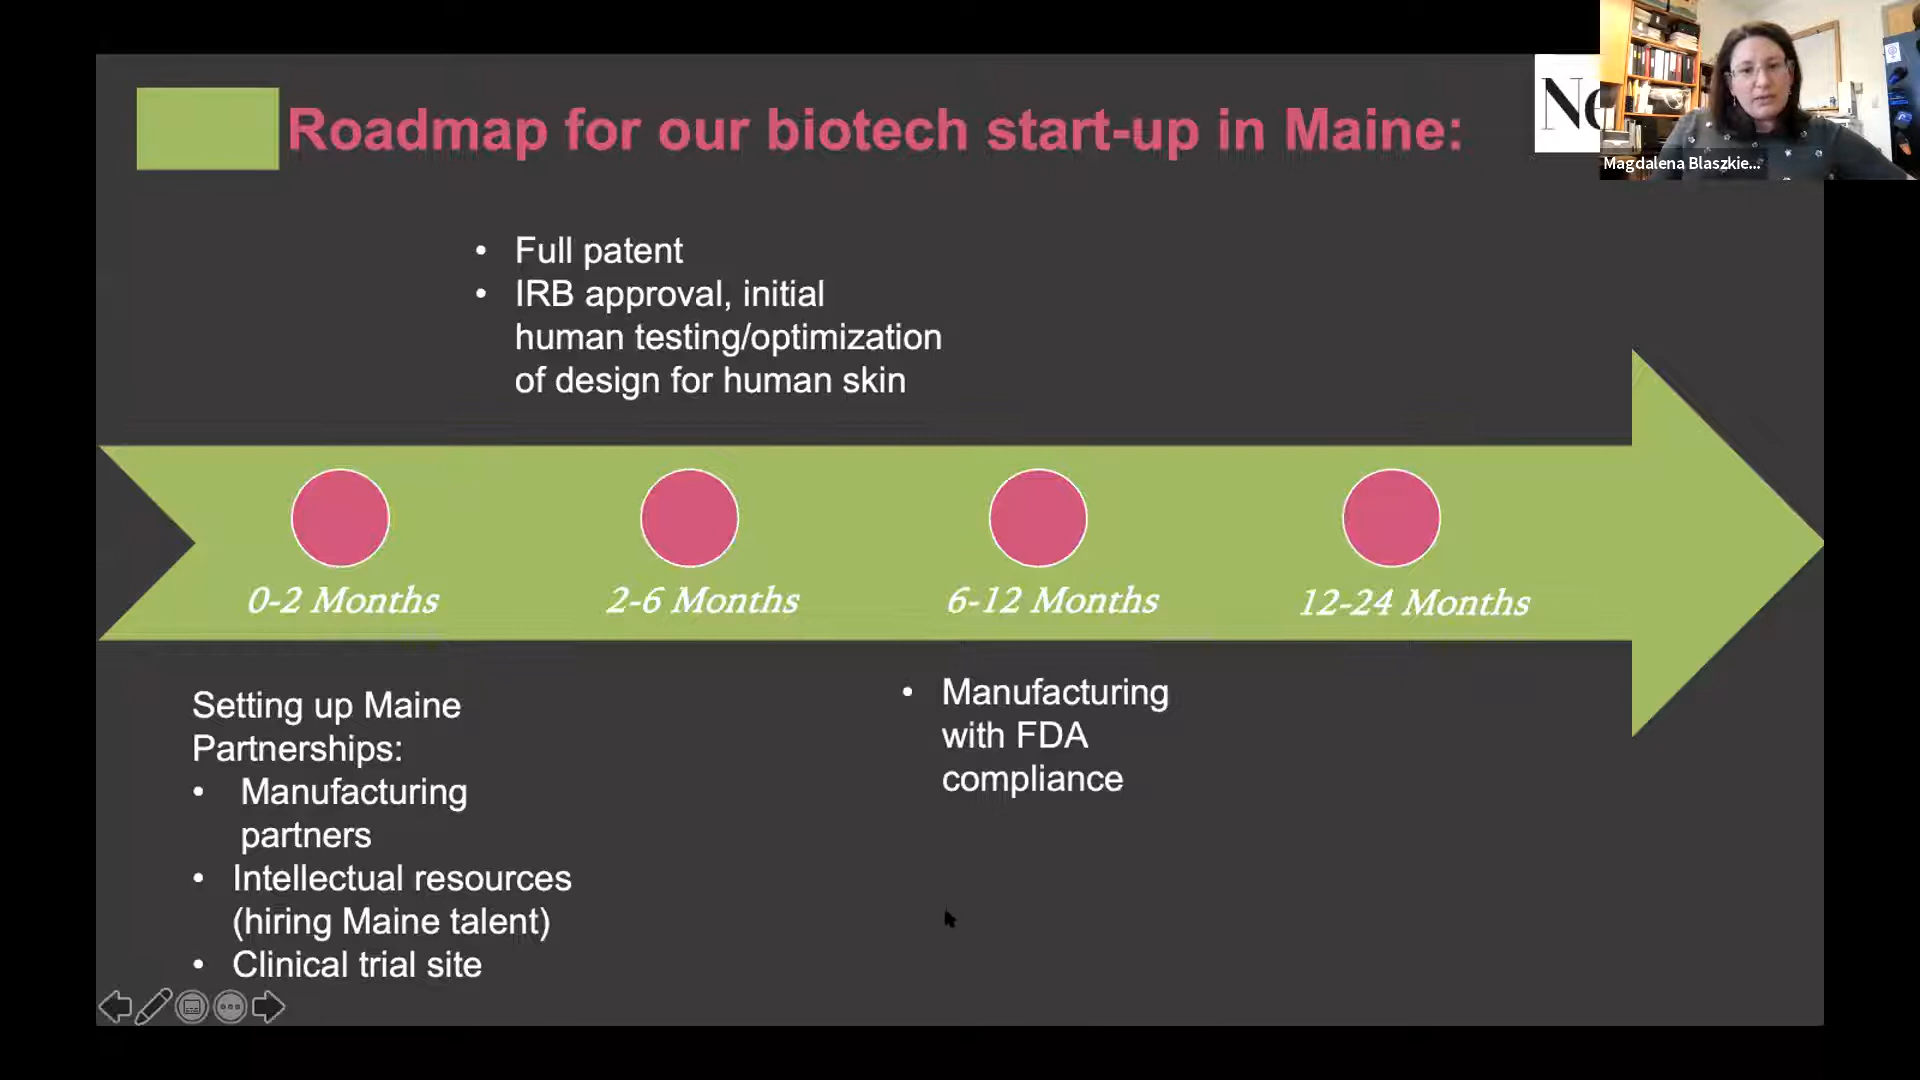 Roadmap for our biotech start-up in Maine:
Ne
Magdalena Blaszkie...
• Full patent
• IRB approval, initial
human testing/optimization
of design for human skin
0-2 Months
2-6 Months
6-12 Months
12-24 Months
Setting up Maine
Partnerships:
• Manufacturing
partners
• Intellectual resources
(hiring Maine talent)
• Clinical trial site
• Manufacturing
with FDA
compliance